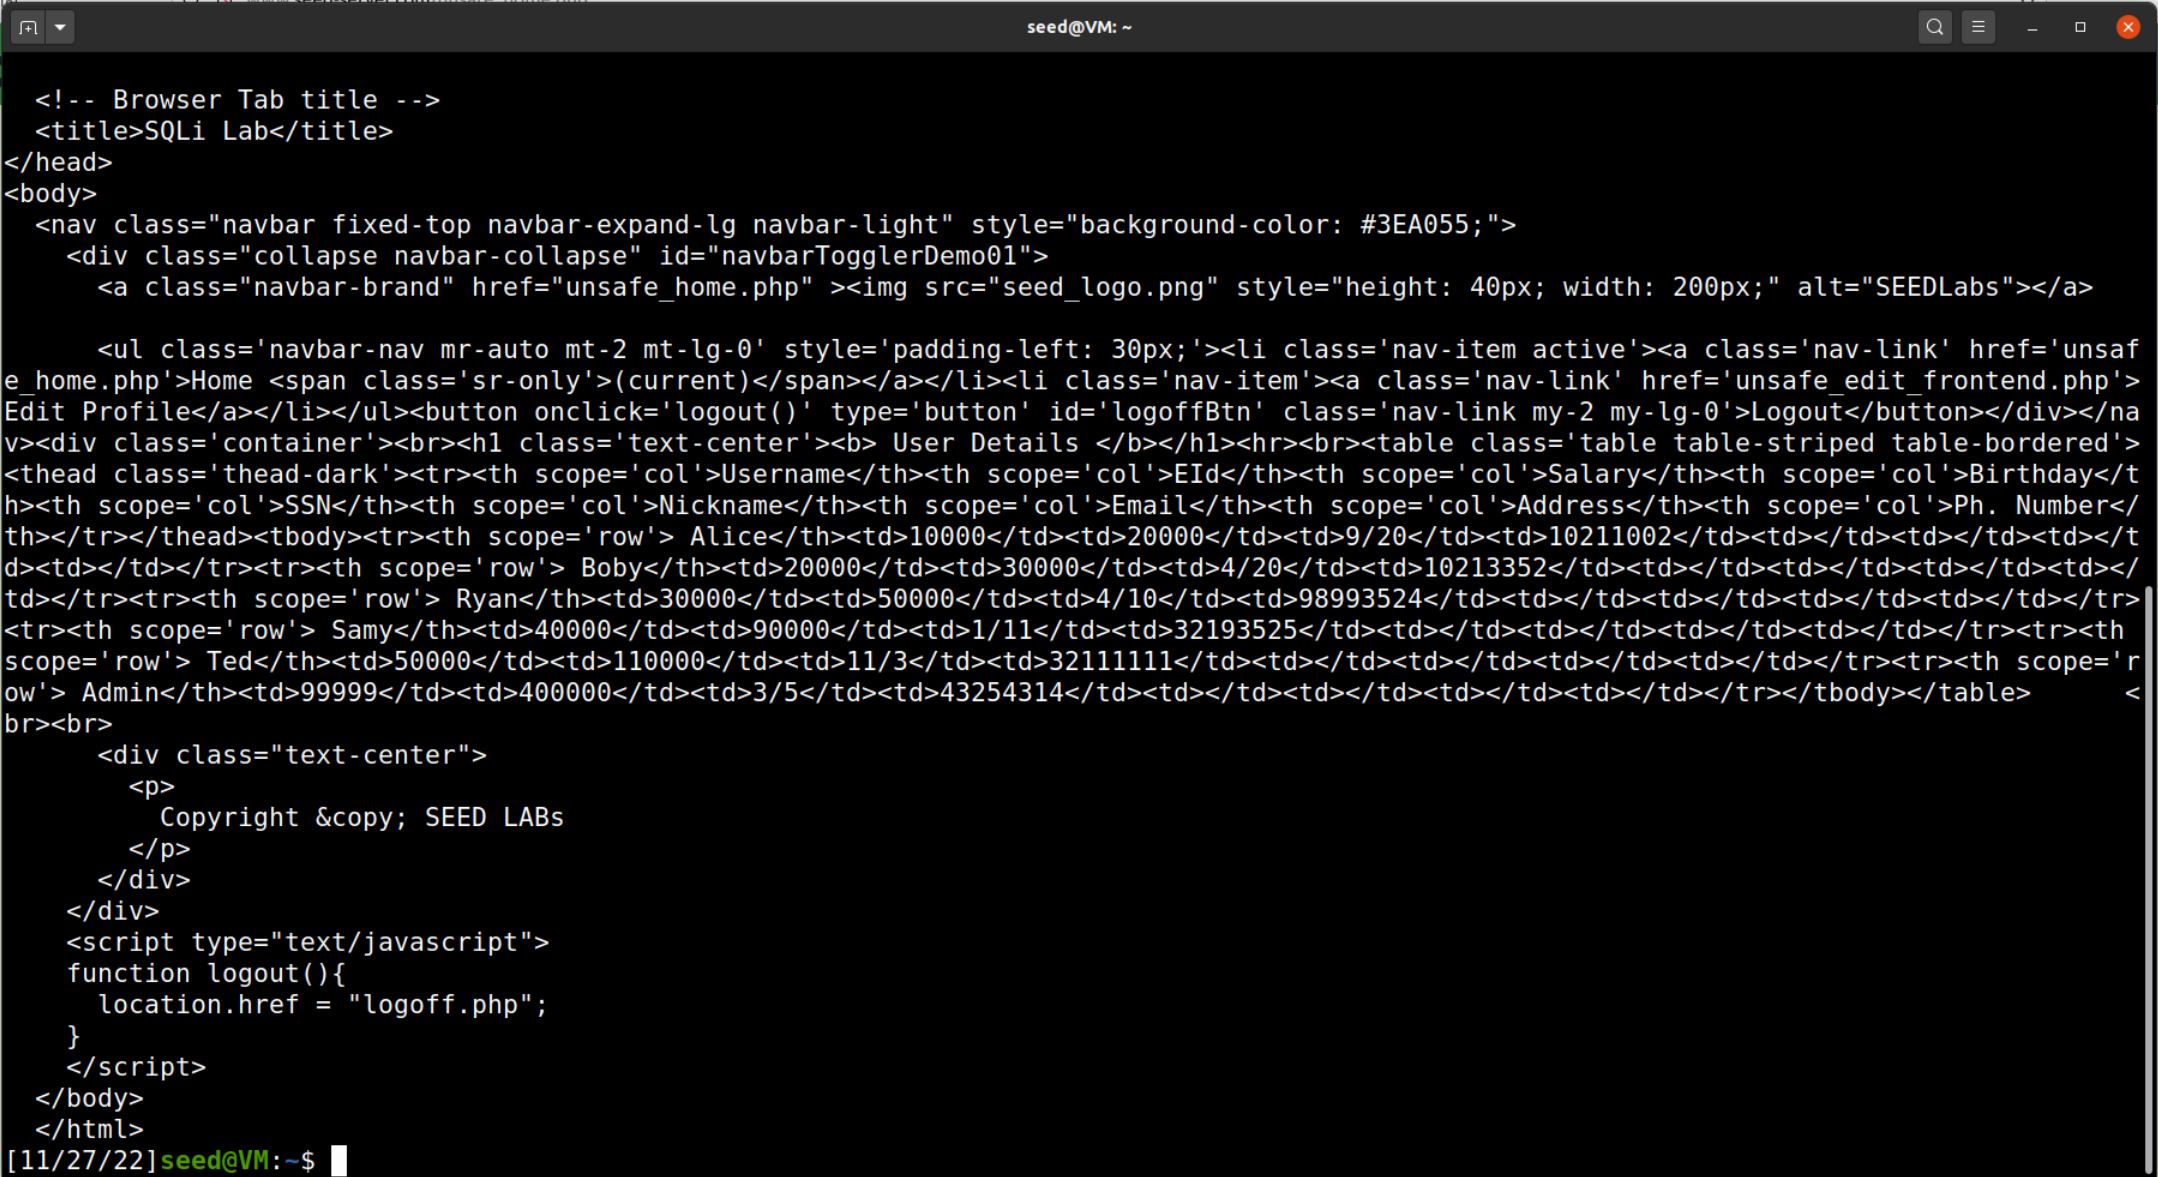 seed@VM: ~
<!-- Browser Tab title -->
<title>SQLi Lab</title>
</head>
<body>
<nav class="navbar fixed-top navbar-expand-lg navbar-light" style="background-color: #3EA055;">
<div class="collapse navbar-collapse" id="navbarTogglerDemo01">
<a class="navbar-brand" href="unsafe_home.php" ><img src="seed_logo.png" style="height: 40px; width: 200px;" alt="SEEDLabs"></a>
<ul class='navbar-nav mr-auto mt-2 mt-lg-0' style='padding-left: 30px;'><li class='nav-item active'><a class='nav-link' href='unsaf
e_home.php'>Home <span class='sr-only'>(current)</span></a></li><li class='nav-item'><a class='nav-link' href='unsafe_edit_frontend.php'>
Edit Profile</a></li></ul><button onclick='logout()' type='button' id='logoffBtn' class='nav-link my-2 my-lg-0'>Logout</button></div></na
v><div class='container'><br><h1 class='text-center'><b> User Details </b></h1><hr><br><table class='table table-striped table-bordered'>
<thead class='thead-dark'><tr><th scope='col'>Username</th><th scope='col'>EId</th><th scope='col'>Salary</th><th scope='col'>Birthday</t
h><th scope='col'>SSN</th><th scope='col'>Nickname</th><th scope='col'>Email</th><th scope='col'>Address</th><th scope='col'>Ph. Number</
th></tr></thead><tbody><tr><th scope='row'> Alice</th><td>10000</td><td>20000</td><td>9/20</td><td>10211002</td><td></td><td></td><td></t
d><td></td></tr><tr><th scope='row'> Boby</th><td>20000</td><td>30000</td><td>4/20</td><td>10213352</td><td></td><td></td><td></td><td></
td></tr><tr><th scope='row'> Ryan</th><td>30000</td><td>50000</td><td>4/10</td><td>98993524</td><td></td><td></td><td></td><td></td></tr>
<tr><th scope='row'> Samy</th><td>40000</td><td>90000</td><td>1/11</td><td>32193525</td><td></td><td></td><td></td><td></td></tr><tr><th
scope='row'> Ted</th><td>50000</td><td>110000</td><td>11/3</td><td>32111111</td><td></td><td></td><td></td><td></td></tr><tr><th scope='r
ow'> Admin</th><td>99999</td><td>400000</td><td>3/5</td><td>43254314</td><td></td><td></td><td></td><td></td></tr></tbody></table>      <
br><br>
<div class="text-center">
<p>
Copyright &copy; SEED LABs
</p>
</div>
</div>
<script type="text/javascript">
function logout(){
location.href = "logoff.php";
}
</script>
</body>
</html>
[11/27/22]seed@VM:~$